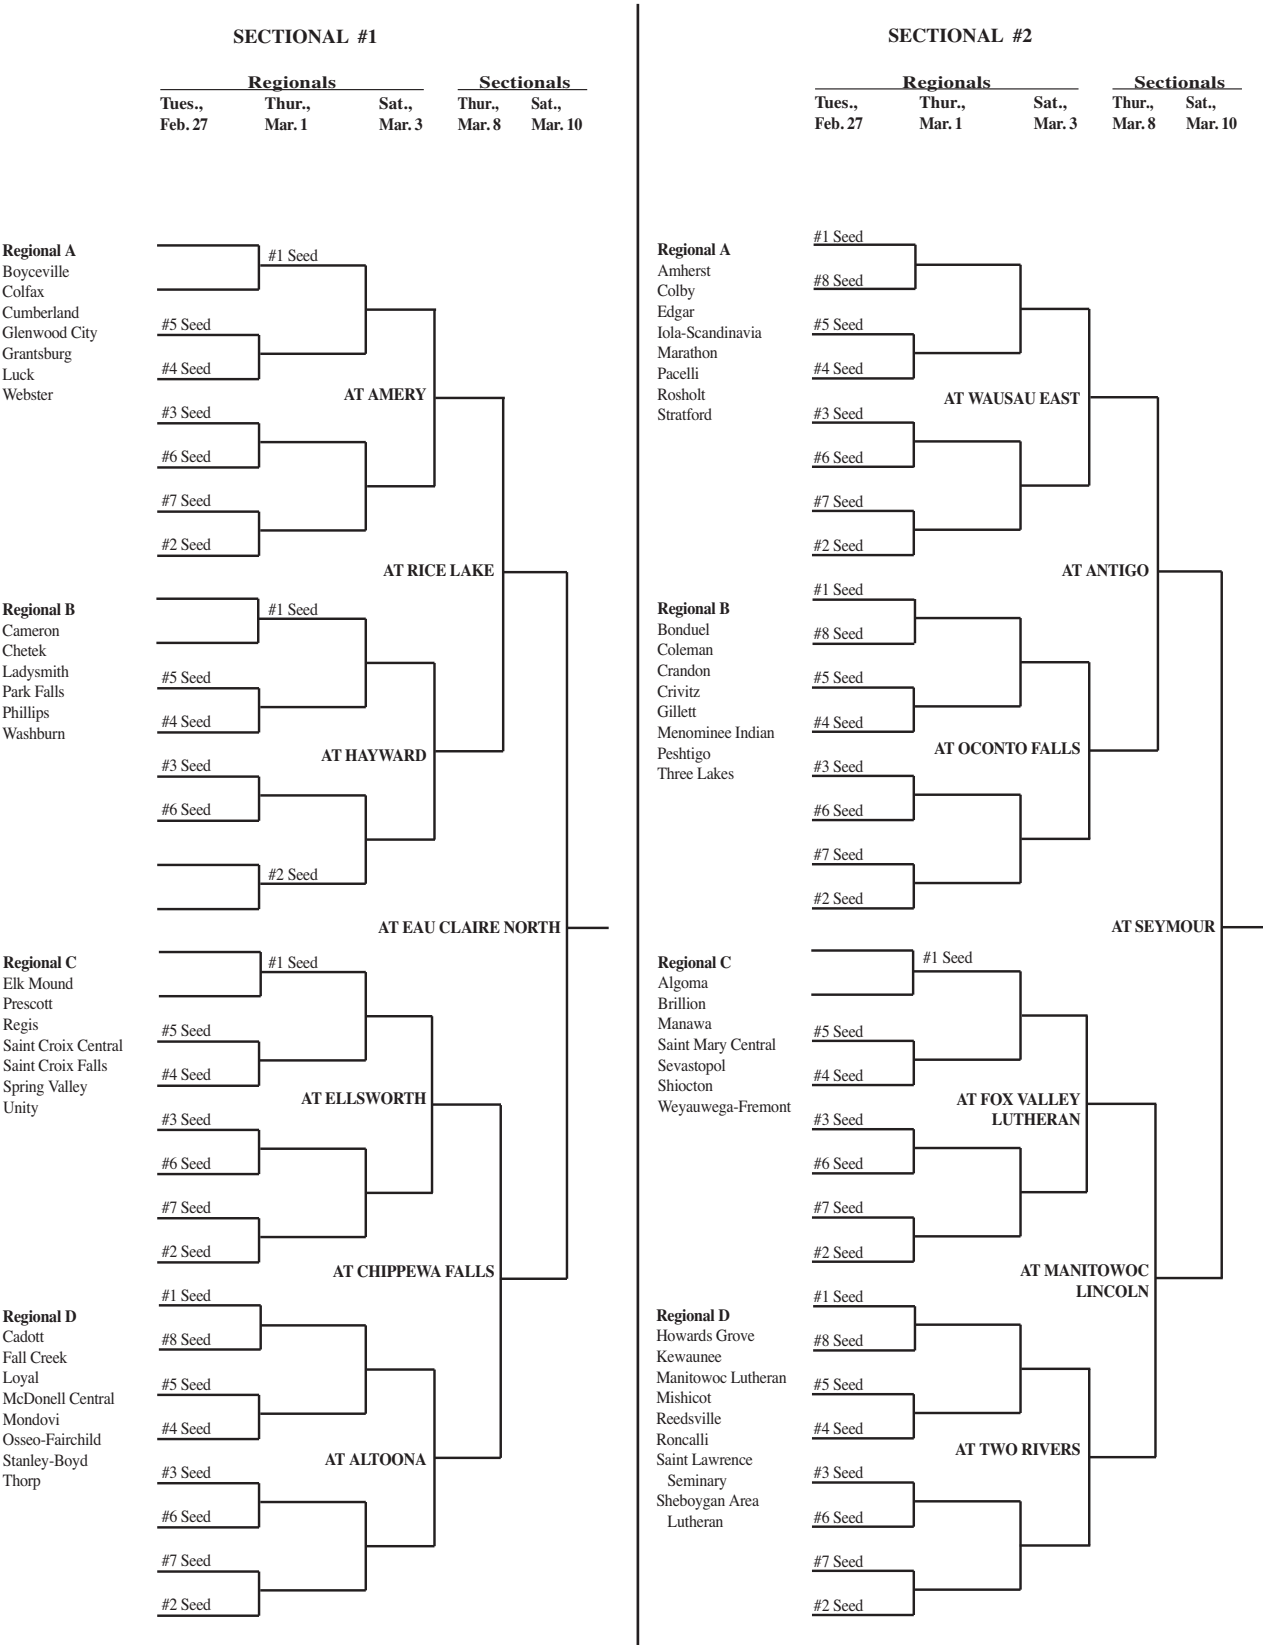 SECTIONAL #1
Regionals
Sectionals
Tues., Thur., Sat., Thur., Sat.,
Feb. 27 Mar. 1 Mar. 3 Mar. 8 Mar. 10
Regional A
Boyceville
Colfax
Cumberland
Glenwood City
Grantsburg
Luck
Webster
#1 Seed
#5 Seed
#4 Seed
AT AMERY
#3 Seed
#6 Seed
#7 Seed
#2 Seed
AT RICE LAKE
Regional B
Cameron
Chetek
Ladysmith
Park Falls
Phillips
Washburn
#1 Seed
#5 Seed
#4 Seed
AT HAYWARD
#3 Seed
#6 Seed
#2 Seed
AT EAU CLAIRE NORTH
Regional C
Elk Mound
Prescott
Regis
Saint Croix Central
Saint Croix Falls
Spring Valley
Unity
#1 Seed
#5 Seed
#4 Seed
AT ELLSWORTH
#3 Seed
#6 Seed
#7 Seed
#2 Seed
AT CHIPPEWA FALLS
Regional D
Cadott
Fall Creek
Loyal
McDonell Central
Mondovi
Osseo-Fairchild
Stanley-Boyd
Thorp
#1 Seed
#8 Seed
#5 Seed
#4 Seed
AT ALTOONA
#3 Seed
#6 Seed
#7 Seed
#2 Seed
SECTIONAL #2
Regionals
Sectionals
Tues., Thur., Sat., Thur., Sat.,
Feb. 27 Mar. 1 Mar. 3 Mar. 8 Mar. 10
Regional A
Amherst
Colby
Edgar
Iola-Scandinavia
Marathon
Pacelli
Rosholt
Stratford
#1 Seed
#8 Seed
#5 Seed
#4 Seed
AT WAUSAU EAST
#3 Seed
#6 Seed
#7 Seed
#2 Seed
AT ANTIGO
Regional B
Bonduel
Coleman
Crandon
Crivitz
Gillett
Menominee Indian
Peshtigo
Three Lakes
#1 Seed
#8 Seed
#5 Seed
#4 Seed
AT OCONTO FALLS
#3 Seed
#6 Seed
#7 Seed
#2 Seed
AT SEYMOUR
Regional C
Algoma
Brillion
Manawa
Saint Mary Central
Sevastopol
Shiocton
Weyauwega-Fremont
#1 Seed
#5 Seed
#4 Seed
AT FOX VALLEY
LUTHERAN
#3 Seed
#6 Seed
#7 Seed
#2 Seed
AT MANITOWOC
LINCOLN
Regional D
Howards Grove
Kewaunee
Manitowoc Lutheran
Mishicot
Reedsville
Roncalli
Saint Lawrence
Seminary
Sheboygan Area
Lutheran
#1 Seed
#8 Seed
#5 Seed
#4 Seed
AT TWO RIVERS
#3 Seed
#6 Seed
#7 Seed
#2 Seed